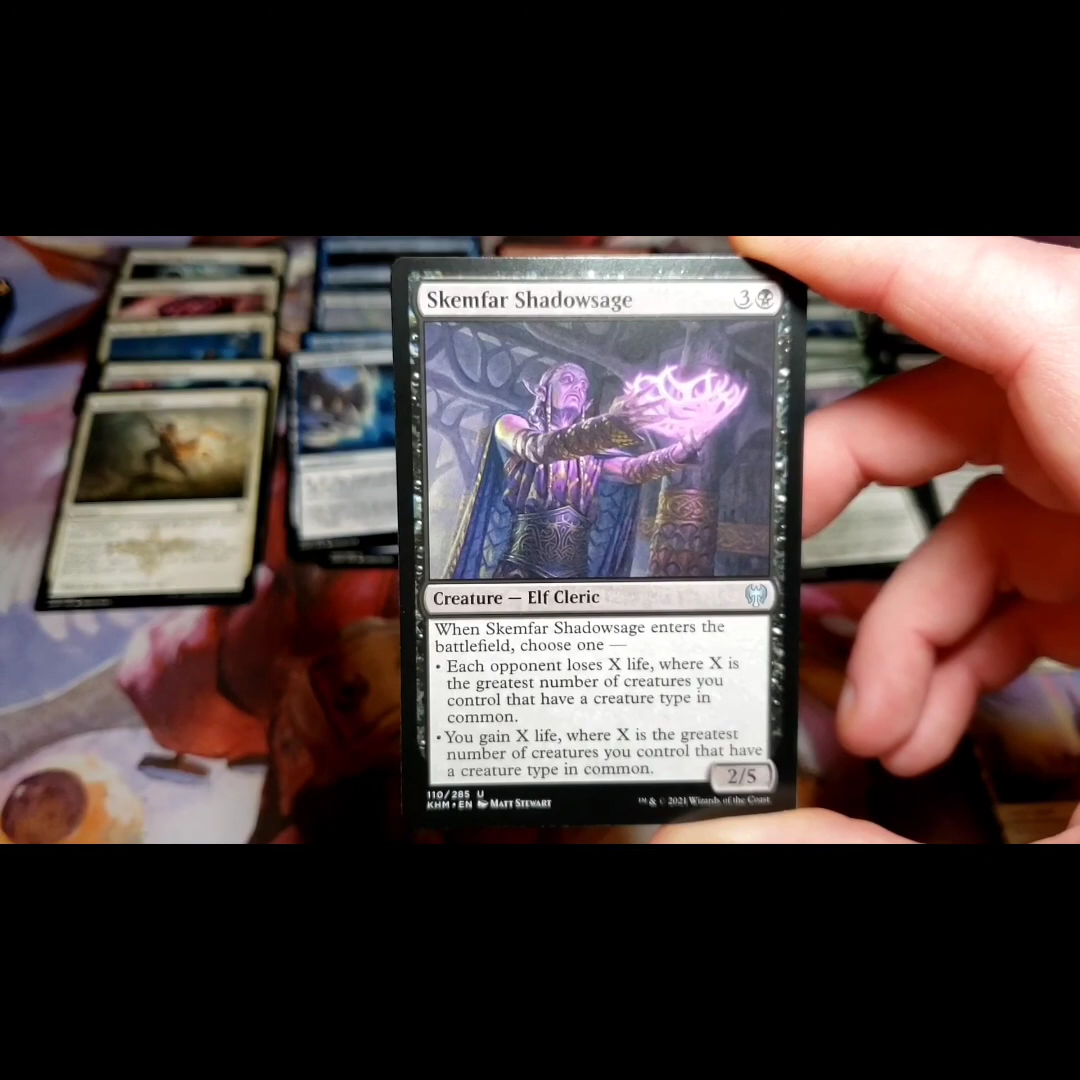 Skemfar Shadowsage 3
Creature — Elf Cleric
When Skemfar Shadowsage enters the
battlefield, choose one —
• Each opponent loses X life, where X is
the greatest number of creatures you
control that have a creature type in
common.
• You gain X life, where X is the greatest
number of creatures you control that have
a creature type in common.
2/5
110/285 U
KHM • EN MATT STEWART
™ & © 2021 Wizards of the Coast